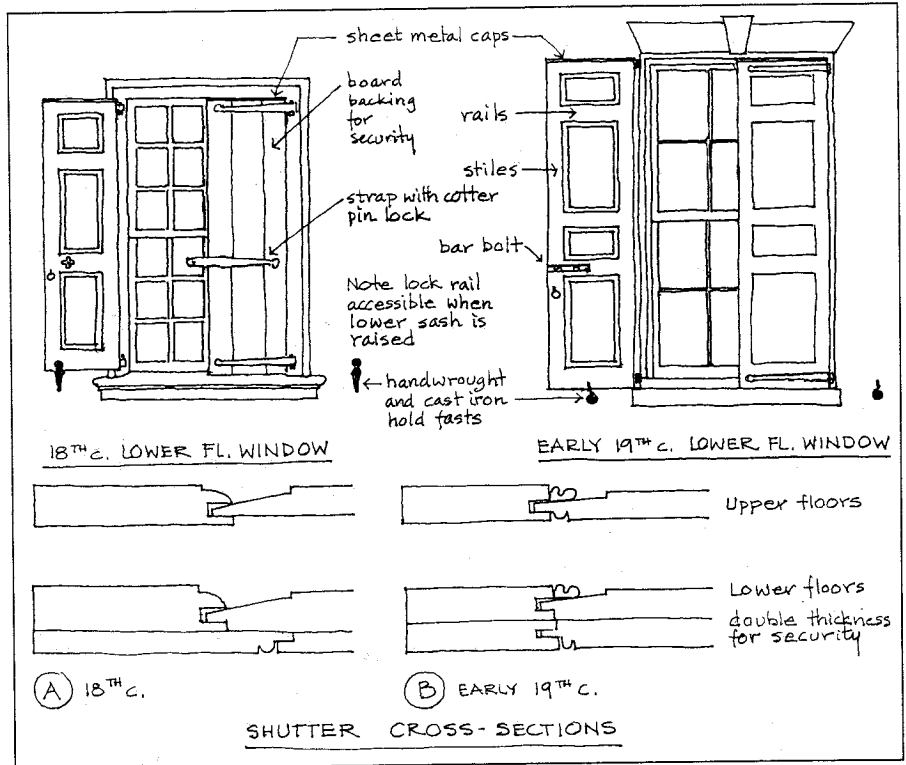 sheet metal caps
board
backing
for
security
rails
stiles
strap with cotter
pin lock
bar bolt
Note lock rail
accessible when
lower sash is
raised
handwrought
and cast iron
hold fasts
18TH C. LOWER FL. WINDOW
EARLY 19TH C. LOWER FL. WINDOW
Upper floors
Lower floors
double thickness
for security
A 18TH C.
B EARLY 19TH C.
SHUTTER CROSS-SECTIONS